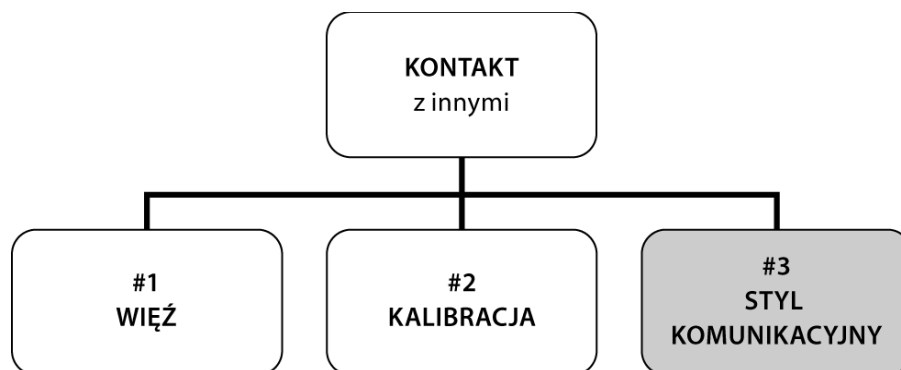 KONTAKT
z innymi
#1
WIĘŹ
#2
KALIBRACJA
#3
STYL
KOMUNIKACYJNY